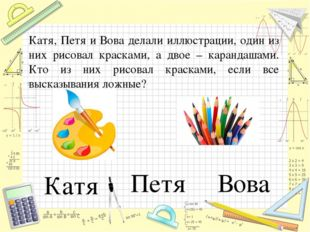 Катя, Петя и Вова делали иллюстрации, один из
них рисовал красками, а двое – карандашами.
Кто из них рисовал красками, если все
высказывания ложные?
Катя Петя Вова